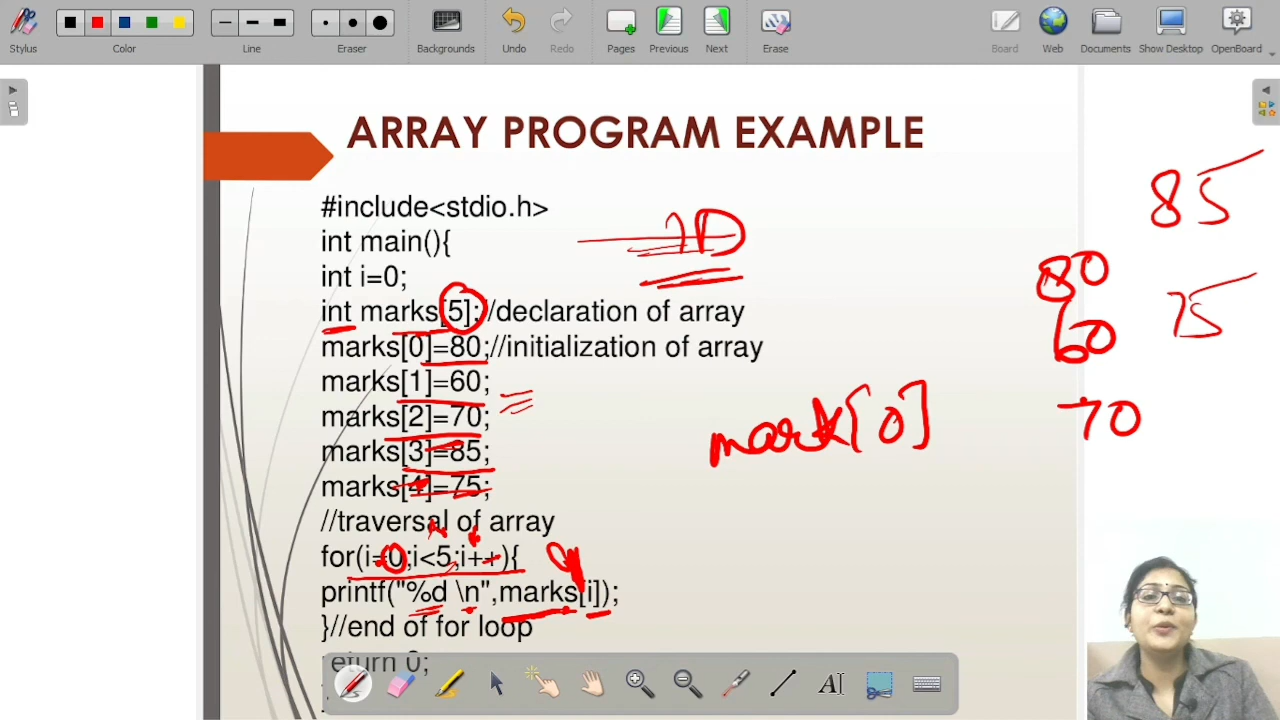 Stylus
Color
Line
Eraser
Backgrounds
Undo
Redo
Pages
Previous
Next
Erase
Board
Web
Documents
Show Desktop
OpenBoard
ARRAY PROGRAM EXAMPLE
#include<stdio.h>
int main(){
int i=0;
int marks[5];//declaration of array
marks[0]=80;//initialization of array
marks[1]=60;
marks[2]=70;
marks[3]=85;
marks[4]=75;
//traversal of array
for(i=0;i<5;i++){
printf("%d \n",marks[i]);
}//end of for loop
return 0;
1D
mark[0]
80
60
70
85
75